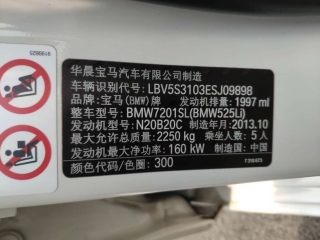 华晨宝马汽车有限公司制造
车辆识别代号: LBV5S3103ESJ09898
品牌: 宝马(BMW)牌 发动机排量: 1997 ml
整车型号: BMW7201SL(BMW525Li)
发动机型号: N20B20C 制造年月: 2013.10
最大允许总质量: 2250 kg 乘坐人数: 5人
发动机最大净功率: 160 kW 制造国: 中国
颜色代号/色圈: 300